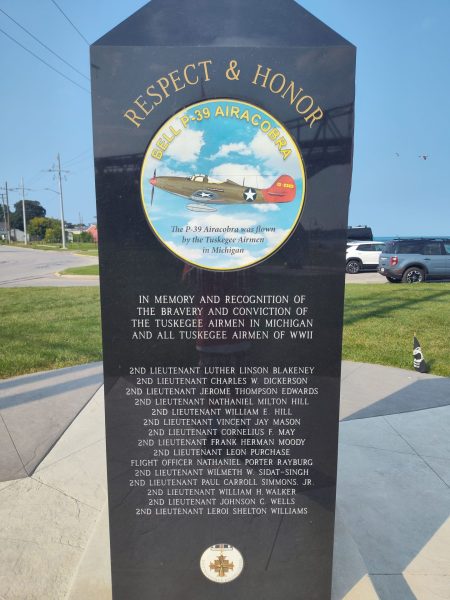 RESPECT & HONOR
BELL P-39 AIRACOBRA
The P-39 Airacobra was flown
by the Tuskegee Airmen
in Michigan
IN MEMORY AND RECOGNITION OF
THE BRAVERY AND CONVICTION OF
THE TUSKEGEE AIRMEN IN MICHIGAN
AND ALL TUSKEGEE AIRMEN OF WWII
2ND LIEUTENANT LUTHER LINSON BLAKENEY
2ND LIEUTENANT CHARLES W. DICKERSON
2ND LIEUTENANT JEROME THOMPSON EDWARDS
2ND LIEUTENANT NATHANIEL MILTON HILL
2ND LIEUTENANT WILLIAM E. HILL
2ND LIEUTENANT VINCENT JAY MASON
2ND LIEUTENANT CORNELIUS F. MAY
2ND LIEUTENANT FRANK HERMAN MOODY
2ND LIEUTENANT LEON PURCHASE
FLIGHT OFFICER NATHANIEL PORTER RAYBURG
2ND LIEUTENANT WILMETH W. SIDAT-SINGH
2ND LIEUTENANT PAUL CARROLL SIMMONS, JR.
2ND LIEUTENANT WILLIAM H. WALKER
2ND LIEUTENANT JOHNSON C. WELLS
2ND LIEUTENANT LEROI SHELTON WILLIAMS